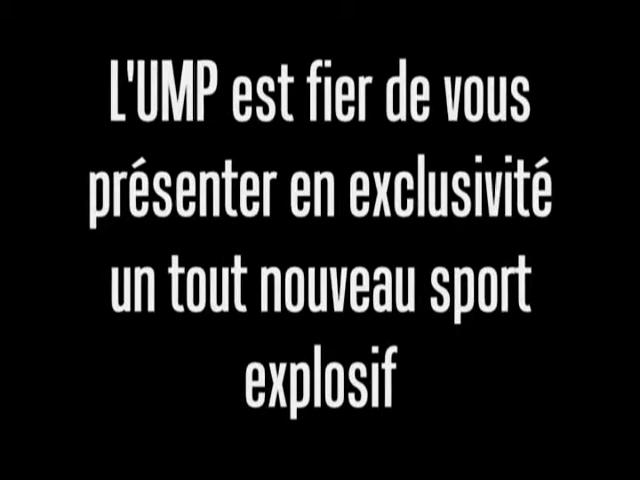 L'UMP est fier de vous
présenter en exclusivité
un tout nouveau sport
explosif